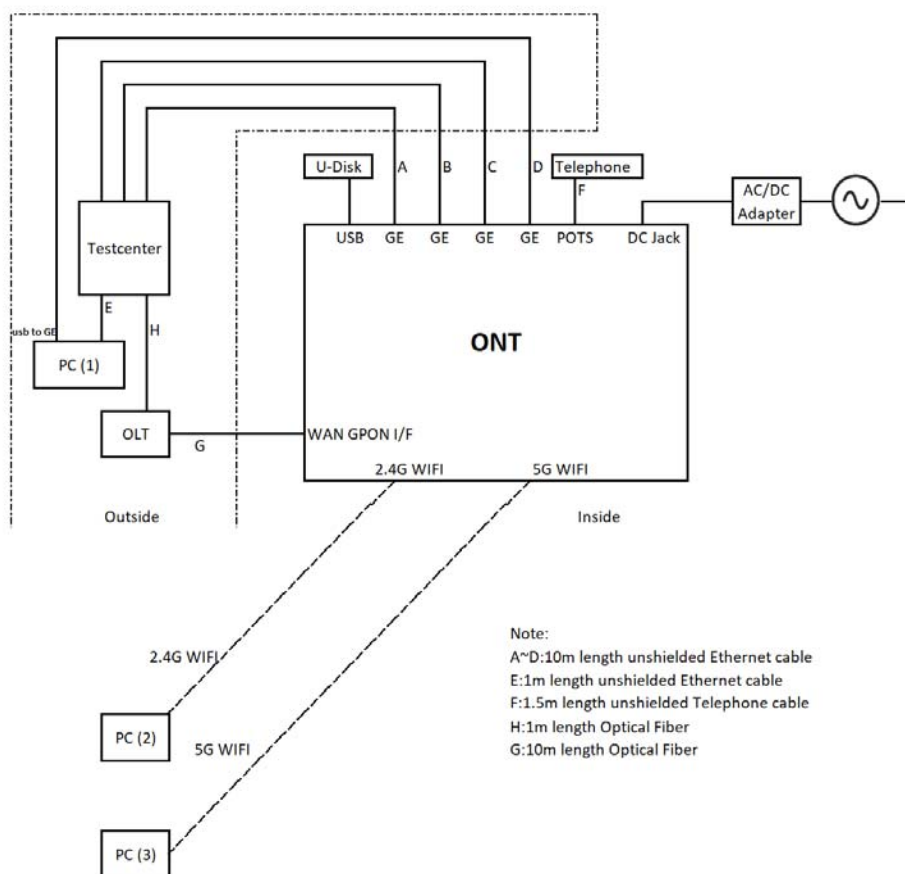 U-Disk
A
B
C
D
Telephone
F
AC/DC
Adapter
USB
GE
GE
GE
GE
POTS
DC Jack
Testcenter
E
H
usb to GE
PC (1)
ONT
OLT
G
WAN GPON I/F
2.4G WIFI
5G WIFI
Outside
Inside
2.4G WIFI
PC (2)
5G WIFI
PC (3)
Note:
A~D:10m length unshielded Ethernet cable
E:1m length unshielded Ethernet cable
F:1.5m length unshielded Telephone cable
H:1m length Optical Fiber
G:10m length Optical Fiber